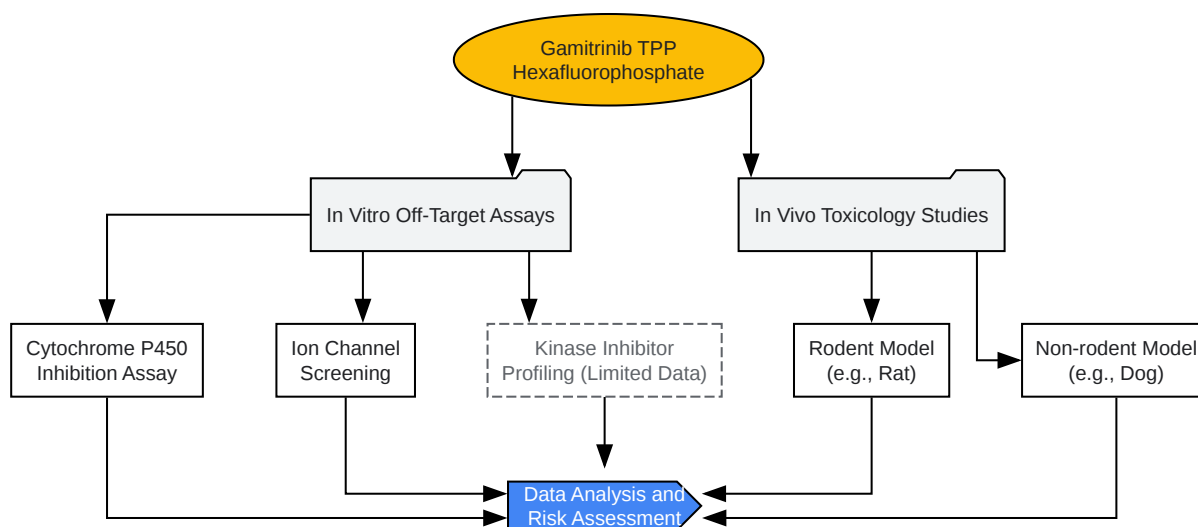 Gamitrinib TPP
Hexafluorophosphate
In Vitro Off-Target Assays
In Vivo Toxicology Studies
Cytochrome P450
Inhibition Assay
Ion Channel
Screening
Kinase Inhibitor
Profiling (Limited Data)
Rodent Model
(e.g., Rat)
Non-rodent Model
(e.g., Dog)
Data Analysis and
Risk Assessment